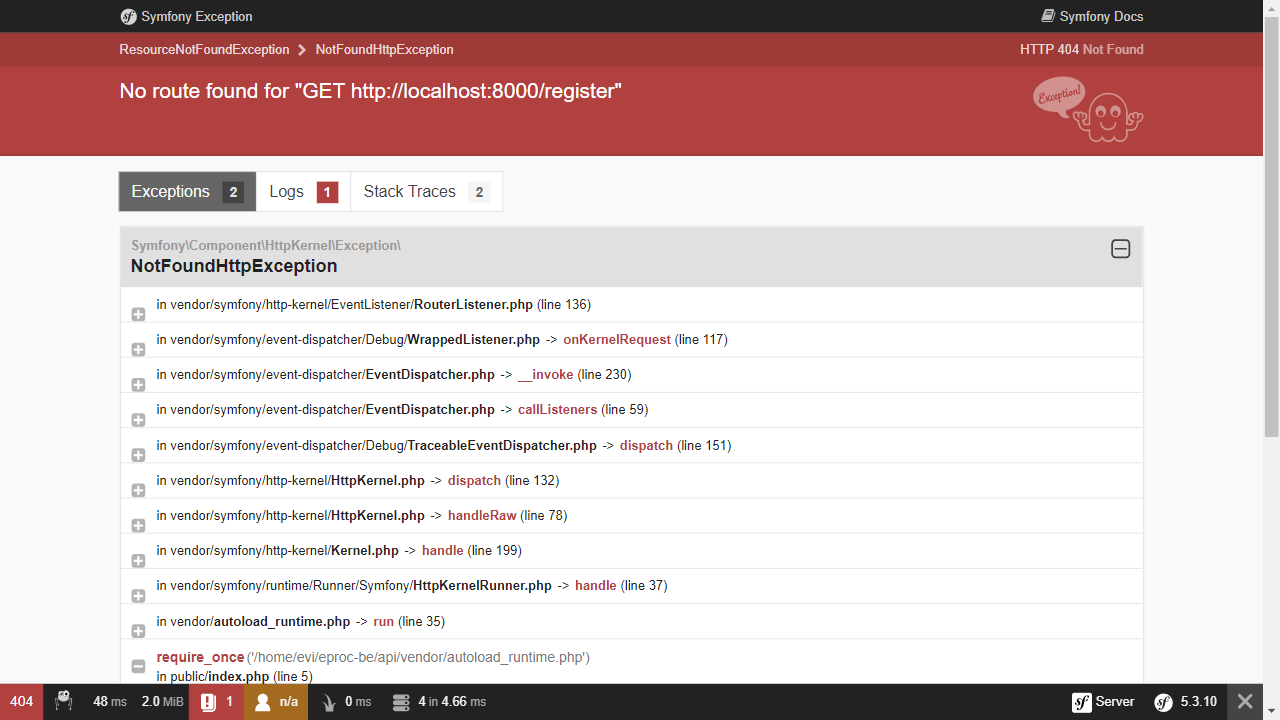 Symfony Exception
Symfony Docs
ResourceNotFoundException NotFoundHttpException
HTTP 404 Not Found
No route found for "GET http://localhost:8000/register"
Exception!
Exceptions 2 Logs 1 Stack Traces 2
Symfony\Component\HttpKernel\Exception\
NotFoundHttpException
in vendor/symfony/http-kernel/EventListener/RouterListener.php (line 136)
in vendor/symfony/event-dispatcher/Debug/WrappedListener.php -> onKernelRequest (line 117)
in vendor/symfony/event-dispatcher/EventDispatcher.php -> __invoke (line 230)
in vendor/symfony/event-dispatcher/EventDispatcher.php -> callListeners (line 59)
in vendor/symfony/event-dispatcher/Debug/TraceableEventDispatcher.php -> dispatch (line 151)
in vendor/symfony/http-kernel/HttpKernel.php -> dispatch (line 132)
in vendor/symfony/http-kernel/HttpKernel.php -> handleRaw (line 78)
in vendor/symfony/http-kernel/Kernel.php -> handle (line 199)
in vendor/symfony/runtime/Runner/Symfony/HttpKernelRunner.php -> handle (line 37)
in vendor/autoload_runtime.php -> run (line 35)
require_once('/home/evi/eproc-be/api/vendor/autoload_runtime.php')
in public/index.php (line 5)
404 48 ms 2.0 MiB 1 n/a 0 ms 4 in 4.66 ms Server 5.3.10